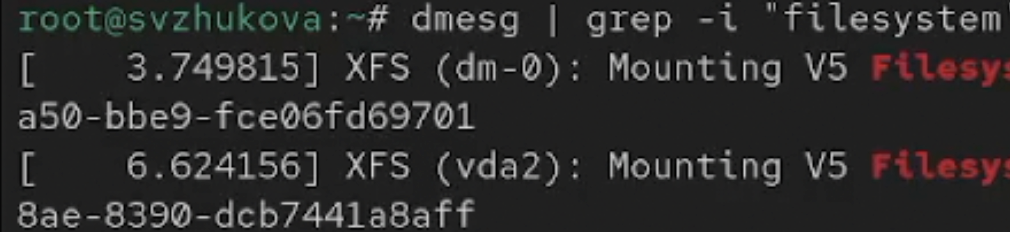 root@svzhukova:~# dmesg | grep -i "filesystem
[    3.749815] XFS (dm-0): Mounting V5 Filesys
a50-bbe9-fce06fd69701
[    6.624156] XFS (vda2): Mounting V5 Filesys
8ae-8390-dcb7441a8aff